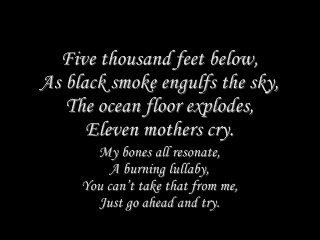 Five thousand feet below,
As black smoke engulfs the sky,
The ocean floor explodes,
Eleven mothers cry.
My bones all resonate,
A burning lullaby,
You can't take that from me,
Just go ahead and try.